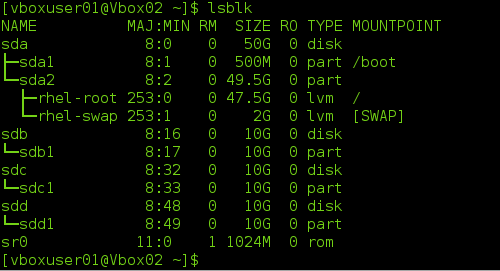 [vboxuser01@Vbox02 ~]$ lsblk
NAME          MAJ:MIN RM  SIZE RO TYPE MOUNTPOINT
sda             8:0    0   50G  0 disk
├─sda1          8:1    0  500M  0 part /boot
└─sda2          8:2    0 49.5G  0 part
  ├─rhel-root 253:0    0 47.5G  0 lvm  /
  └─rhel-swap 253:1    0    2G  0 lvm  [SWAP]
sdb             8:16   0   10G  0 disk
└─sdb1          8:17   0   10G  0 part
sdc             8:32   0   10G  0 disk
└─sdc1          8:33   0   10G  0 part
sdd             8:48   0   10G  0 disk
└─sdd1          8:49   0   10G  0 part
sr0            11:0    1 1024M  0 rom
[vboxuser01@Vbox02 ~]$